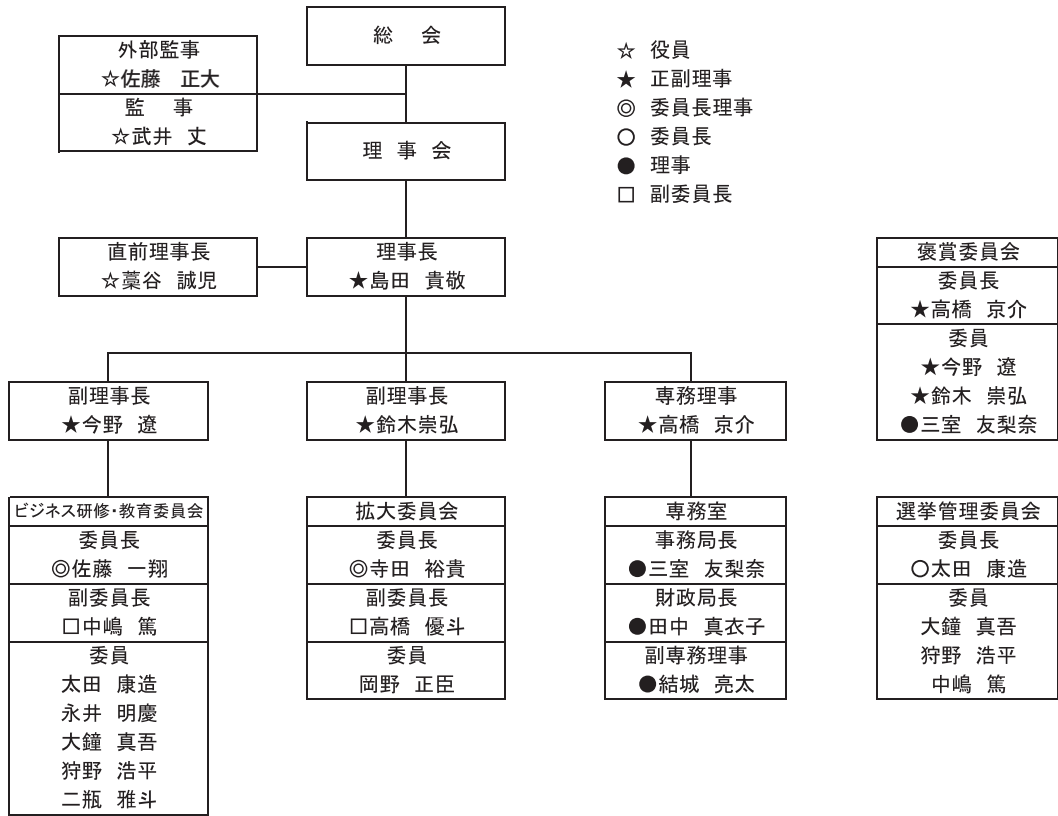 総 会
外部監事
☆佐藤 正大
監 事
☆武井 丈
☆ 役員
★ 正副理事
◎ 委員長理事
○ 委員長
● 理事
□ 副委員長
理 事 会
直前理事長
☆藁谷 誠児
理事長
★島田 貴敬
副理事長
★今野 遼
副理事長
★鈴木崇弘
専務理事
★高橋 京介
褒賞委員会
委員長
★高橋 京介
委員
★今野 遼
★鈴木 崇弘
●三室 友梨奈
ビジネス研修・教育委員会
委員長
◎佐藤 一翔
副委員長
□中嶋 篤
委員
太田 康造
永井 明慶
大鐘 真吾
狩野 浩平
二瓶 雅斗
拡大委員会
委員長
◎寺田 裕貴
副委員長
□高橋 優斗
委員
岡野 正臣
専務室
事務局長
●三室 友梨奈
財政局長
●田中 真衣子
副専務理事
●結城 亮太
選挙管理委員会
委員長
○太田 康造
委員
大鐘 真吾
狩野 浩平
中嶋 篤